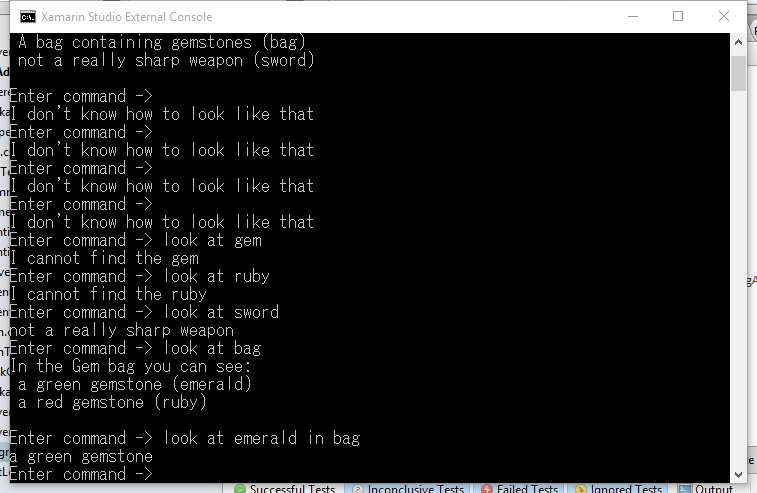 Xamarin Studio External Console
A bag containing gemstones (bag)
not a really sharp weapon (sword)
Enter command ->
I don't know how to look like that
Enter command ->
I don't know how to look like that
Enter command ->
I don't know how to look like that
Enter command ->
I don't know how to look like that
Enter command -> look at gem
I cannot find the gem
Enter command -> look at ruby
I cannot find the ruby
Enter command -> look at sword
not a really sharp weapon
Enter command -> look at bag
In the Gem bag you can see:
a green gemstone (emerald)
a red gemstone (ruby)
Enter command -> look at emerald in bag
a green gemstone
Enter command ->
Successful Tests Inconclusive Tests Failed Tests Ignored Tests Output